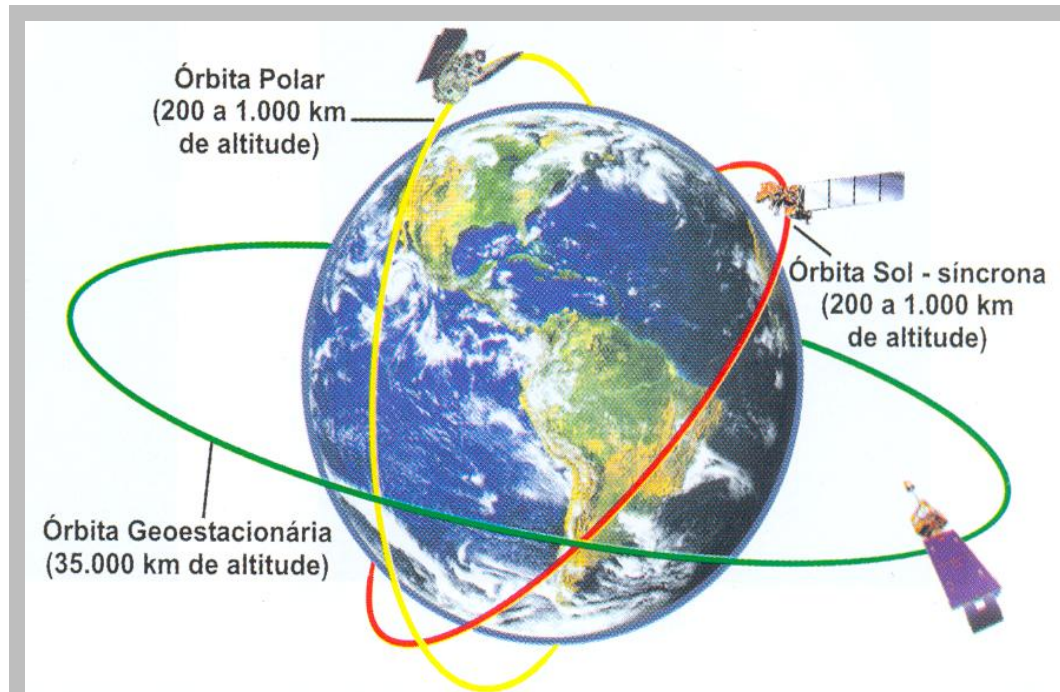 Órbita Polar
(200 a 1.000 km
de altitude)
Órbita Sol - síncrona
(200 a 1.000 km
de altitude)
Órbita Geoestacionária
(35.000 km de altitude)